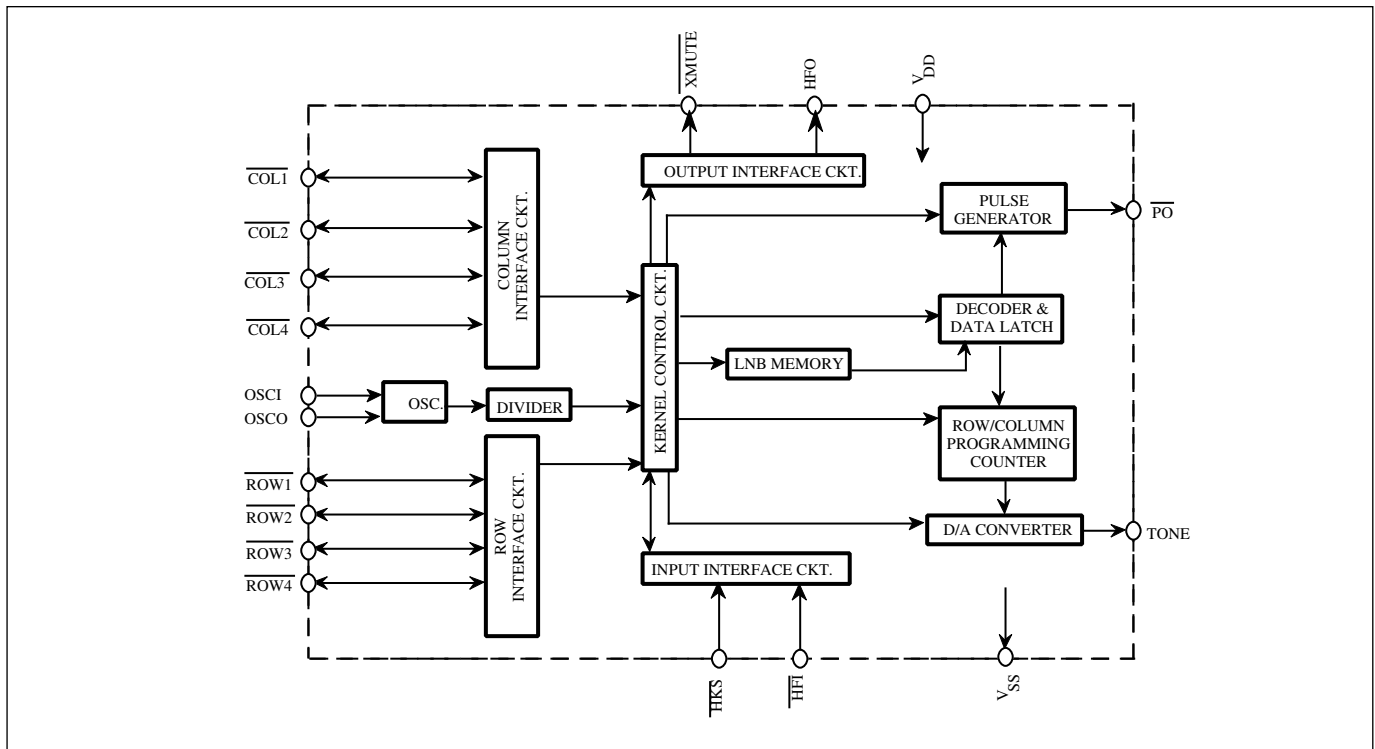 XMUTE
HFO
VDD
COL1
COL2
COL3
COL4
COLUMN
INTERFACE CKT.
OUTPUT INTERFACE CKT.
PULSE
GENERATOR
PO
KERNEL CONTROL CKT.
DECODER &
DATA LATCH
LNB MEMORY
OSCI
OSCO
OSC.
DIVIDER
ROW/COLUMN
PROGRAMMING
COUNTER
ROW1
ROW2
ROW3
ROW4
ROW
INTERFACE CKT.
D/A CONVERTER
TONE
INPUT INTERFACE CKT.
HKS
HFI
VSS